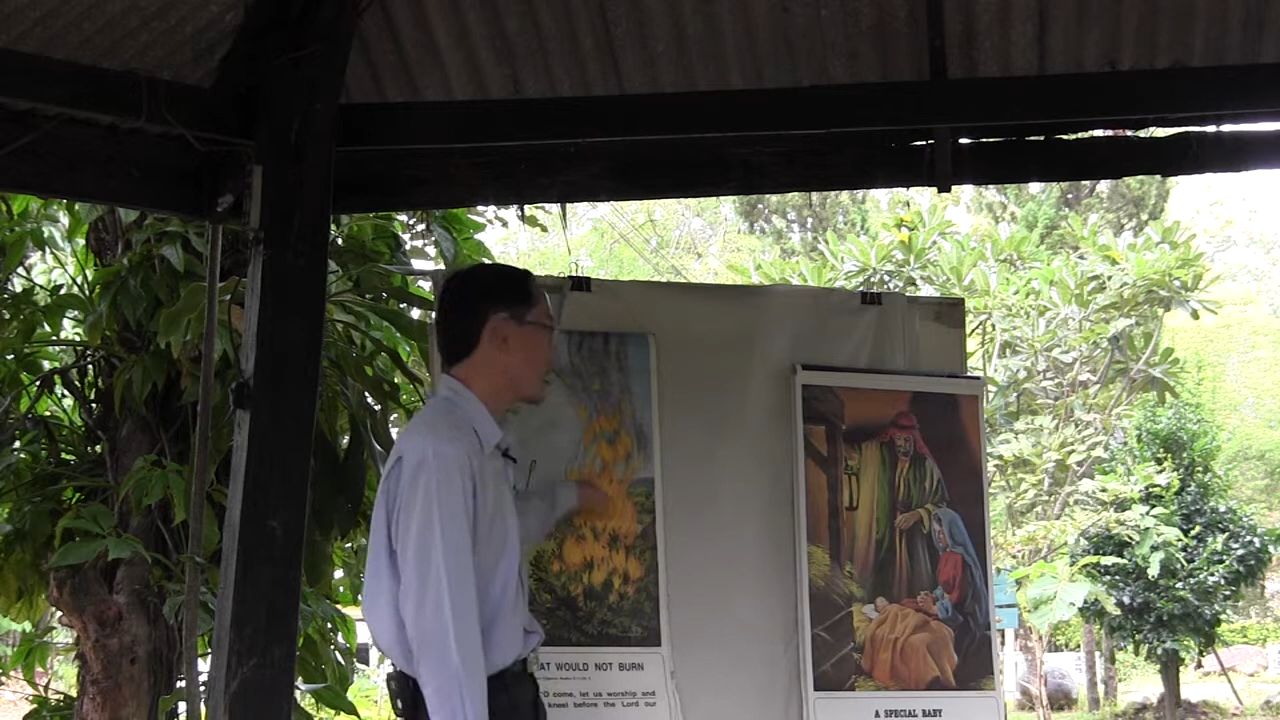 AT WOULD NOT BURN
O come, let us worship and
kneel before the Lord our
A SPECIAL BABY